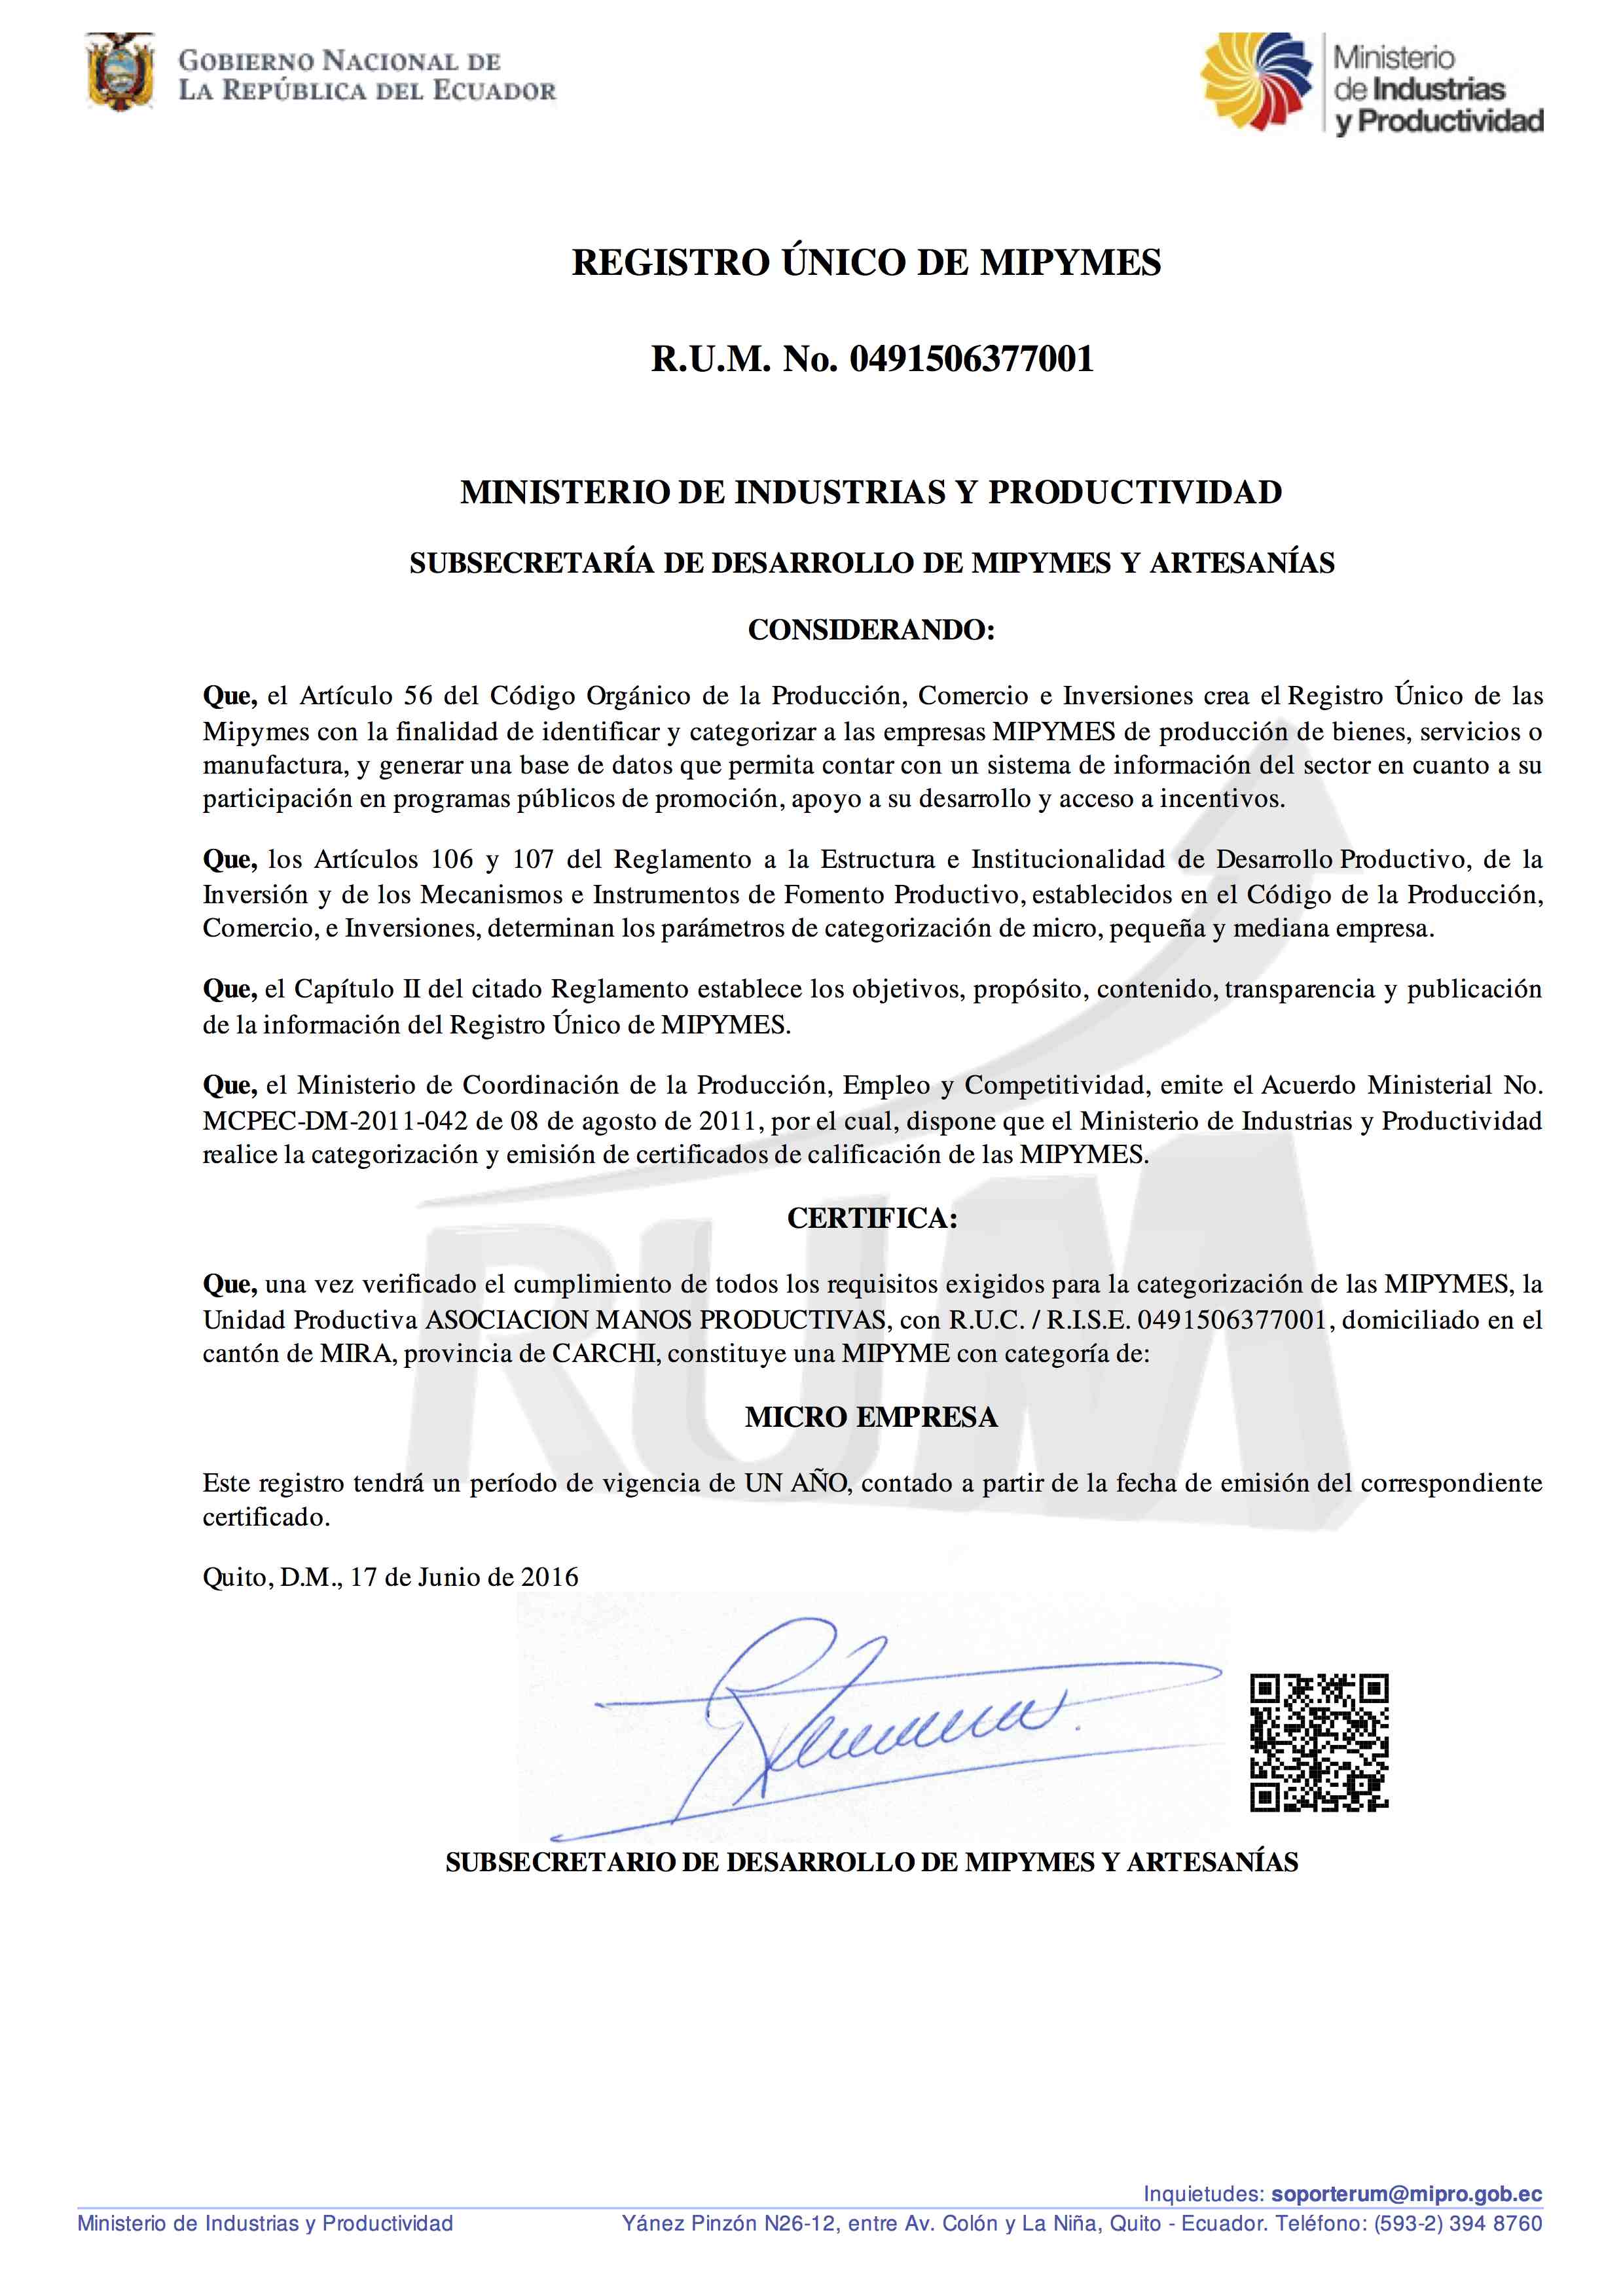 GOBIERNO NACIONAL DE
LA REPÚBLICA DEL ECUADOR
Ministerio
de Industrias
y Productividad
REGISTRO ÚNICO DE MIPYMES
R.U.M. No. 0491506377001
MINISTERIO DE INDUSTRIAS Y PRODUCTIVIDAD
SUBSECRETARÍA DE DESARROLLO DE MIPYMES Y ARTESANÍAS
CONSIDERANDO:
Que, el Artículo 56 del Código Orgánico de la Producción, Comercio e Inversiones crea el Registro Único de las
Mipymes con la finalidad de identificar y categorizar a las empresas MIPYMES de producción de bienes, servicios o
manufactura, y generar una base de datos que permita contar con un sistema de información del sector en cuanto a su
participación en programas públicos de promoción, apoyo a su desarrollo y acceso a incentivos.
Que, los Artículos 106 y 107 del Reglamento a la Estructura e Institucionalidad de Desarrollo Productivo, de la
Inversión y de los Mecanismos e Instrumentos de Fomento Productivo, establecidos en el Código de la Producción,
Comercio, e Inversiones, determinan los parámetros de categorización de micro, pequeña y mediana empresa.
Que, el Capítulo II del citado Reglamento establece los objetivos, propósito, contenido, transparencia y publicación
de la información del Registro Único de MIPYMES.
Que, el Ministerio de Coordinación de la Producción, Empleo y Competitividad, emite el Acuerdo Ministerial No.
MCPEC-DM-2011-042 de 08 de agosto de 2011, por el cual, dispone que el Ministerio de Industrias y Productividad
realice la categorización y emisión de certificados de calificación de las MIPYMES.
RUM
CERTIFICA:
Que, una vez verificado el cumplimiento de todos los requisitos exigidos para la categorización de las MIPYMES, la
Unidad Productiva ASOCIACION MANOS PRODUCTIVAS, con R.U.C. / R.I.S.E. 0491506377001, domiciliado en el
cantón de MIRA, provincia de CARCHI, constituye una MIPYME con categoría de:
MICRO EMPRESA
Este registro tendrá un período de vigencia de UN AÑO, contado a partir de la fecha de emisión del correspondiente
certificado.
Quito, D.M., 17 de Junio de 2016
SUBSECRETARIO DE DESARROLLO DE MIPYMES Y ARTESANÍAS
Inquietudes: soporterum@mipro.gob.ec
Ministerio de Industrias y Productividad
Yánez Pinzón N26-12, entre Av. Colón y La Niña, Quito - Ecuador. Teléfono: (593-2) 394 8760